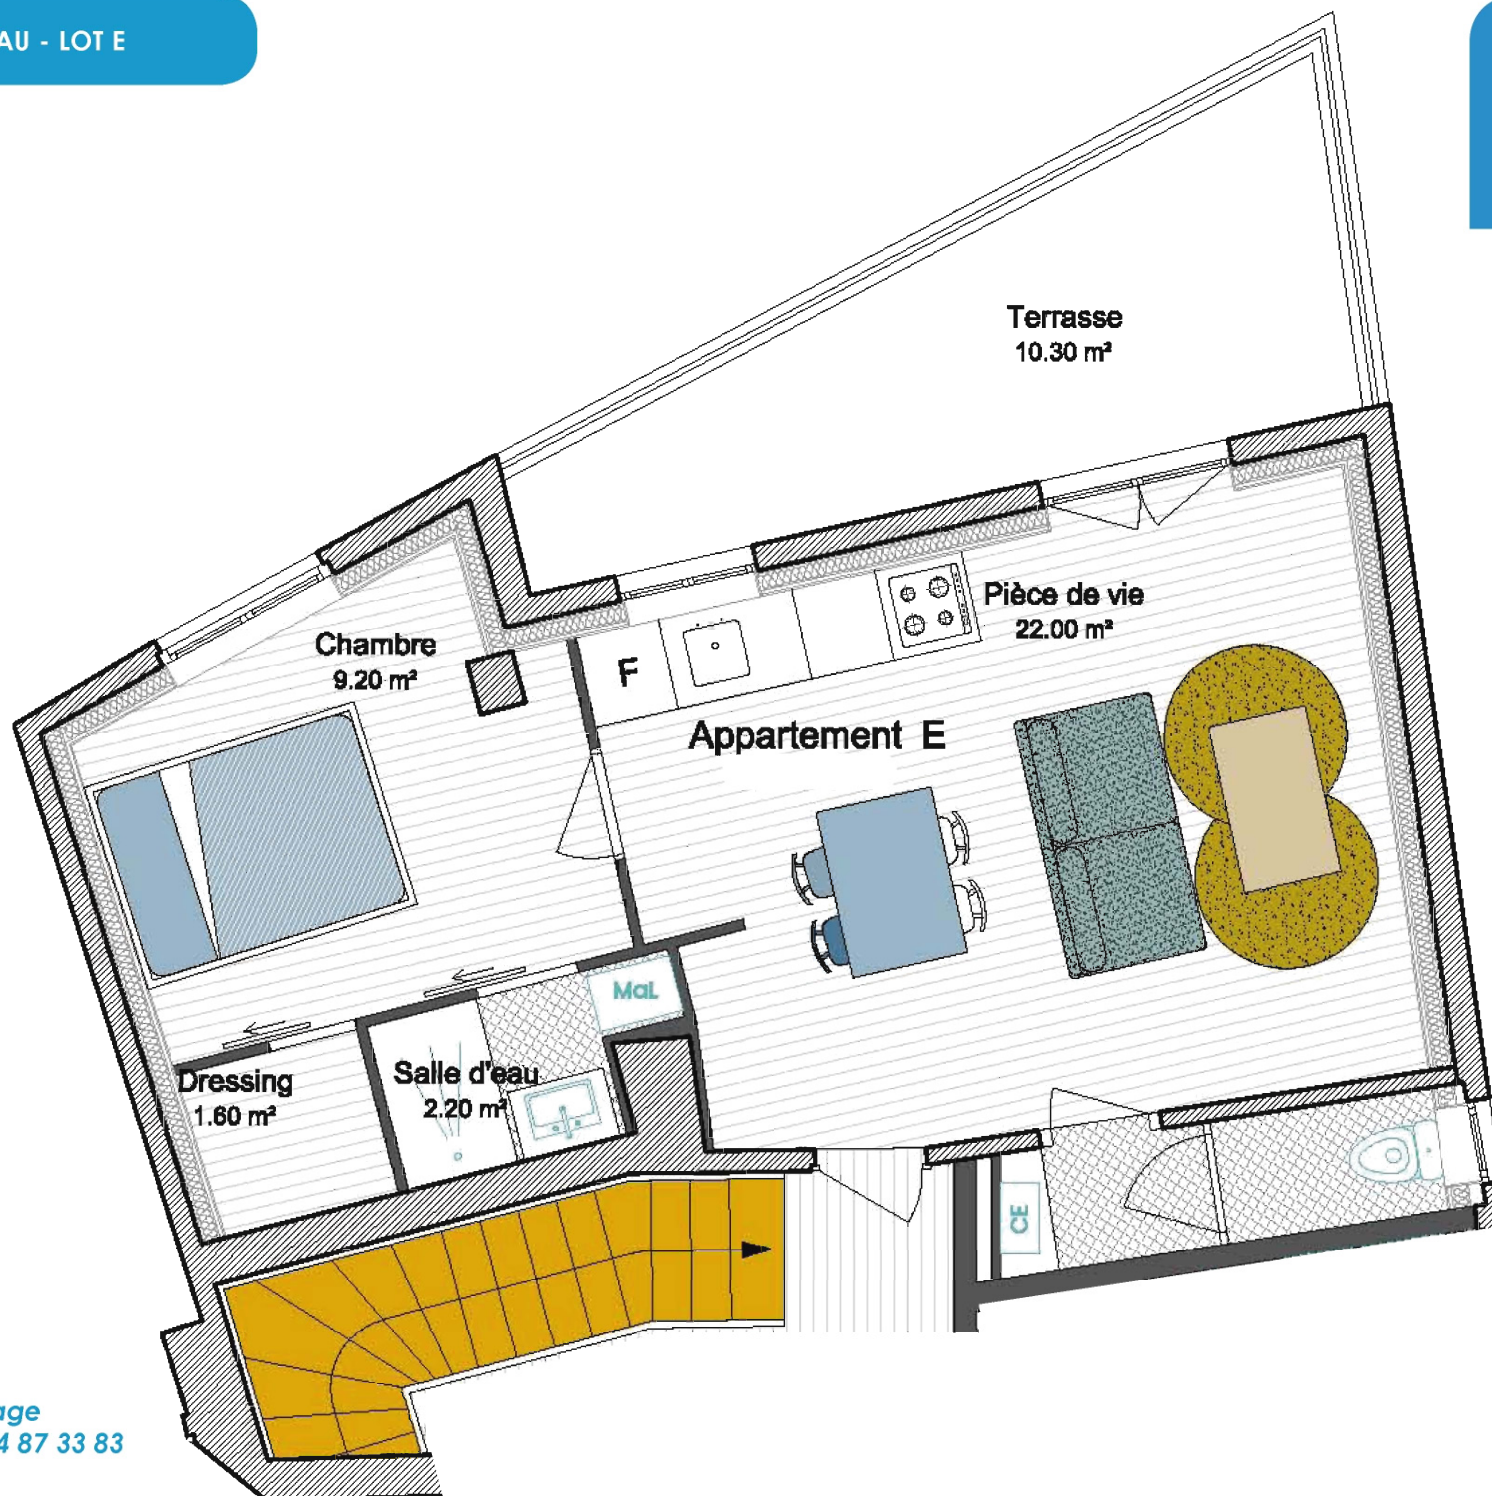 AU - LOT E
Terrasse
10.30 m²
Pièce de vie
22.00 m²
Chambre
9.20 m²
F
Appartement E
MaL
Salle d'eau
2.20 m²
Dressing
1.60 m²
CE
age
4 87 33 83